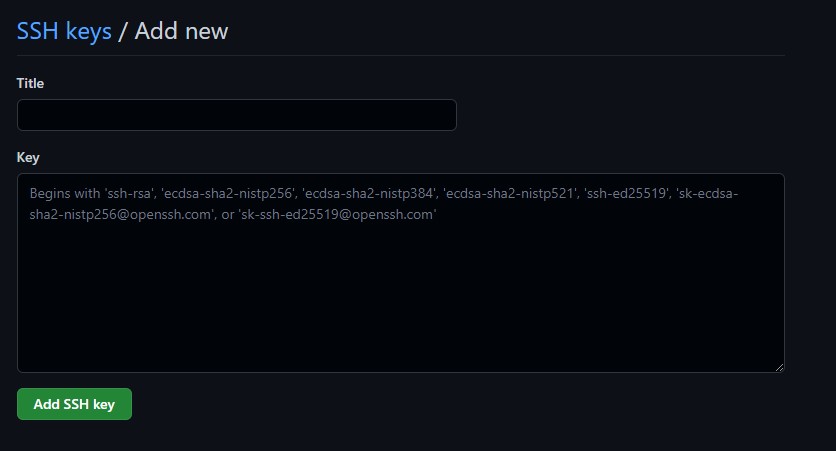 SSH keys / Add new
Title
Key
Begins with 'ssh-rsa', 'ecdsa-sha2-nistp256', 'ecdsa-sha2-nistp384', 'ecdsa-sha2-nistp521', 'ssh-ed25519', 'sk-ecdsa-
sha2-nistp256@openssh.com', or 'sk-ssh-ed25519@openssh.com'
Add SSH key